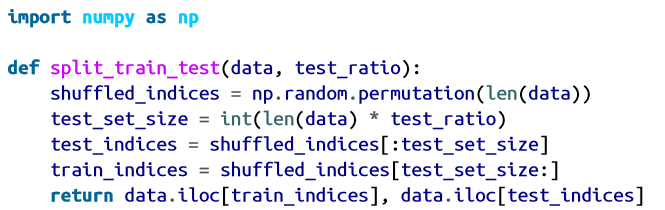 import numpy as np

def split_train_test(data, test_ratio):
    shuffled_indices = np.random.permutation(len(data))
    test_set_size = int(len(data) * test_ratio)
    test_indices = shuffled_indices[:test_set_size]
    train_indices = shuffled_indices[test_set_size:]
    return data.iloc[train_indices], data.iloc[test_indices]